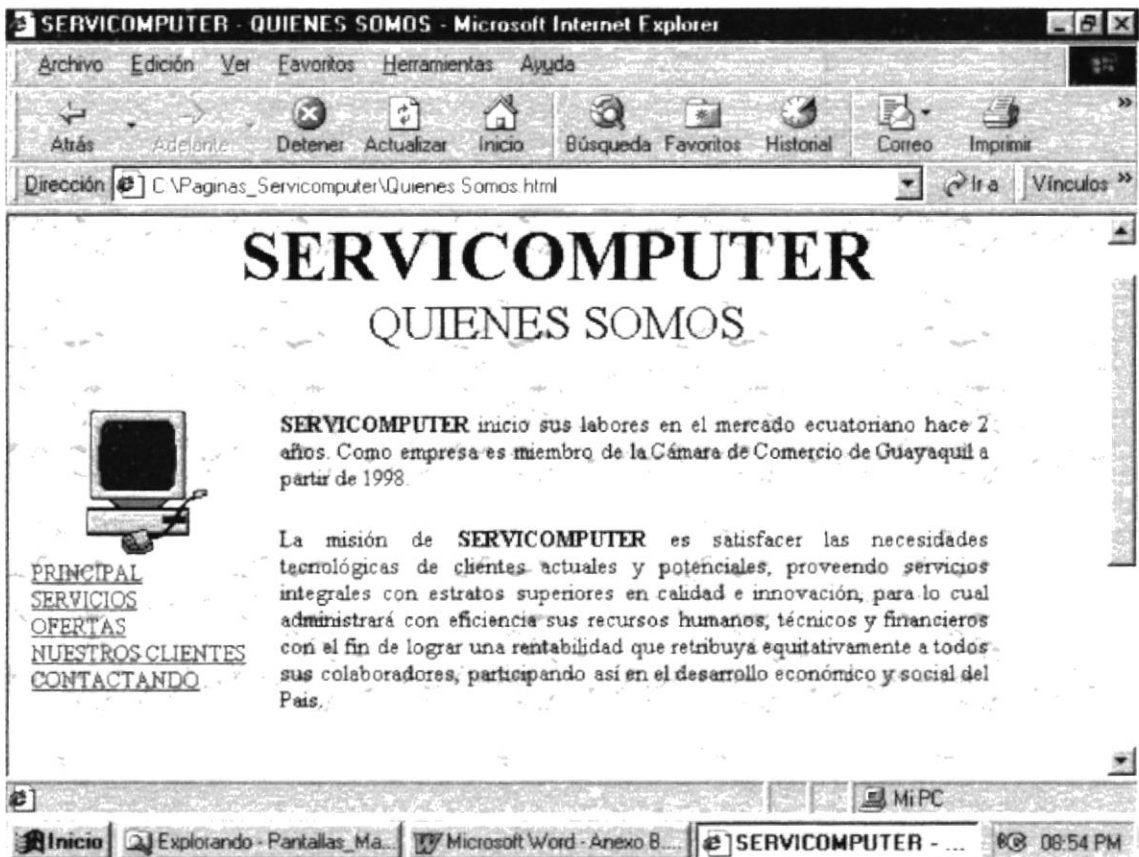 SERVICOMPUTER - QUIENES SOMOS - Microsoft Internet Explorer
Archivo Edición Ver Favoritos Herramientas Ayuda
Atrás Adelante Detener Actualizar Inicio Búsqueda Favoritos Historial Correo Imprimir »
Dirección C:\Paginas_Servicomputer\Quienes Somos.html Ir a Vínculos »
SERVICOMPUTER
QUIENES SOMOS
SERVICOMPUTER inicio sus labores en el mercado ecuatoriano hace 2
años. Como empresa es miembro de la Cámara de Comercio de Guayaquil a
partir de 1998.
La misión de SERVICOMPUTER es satisfacer las necesidades
tecnológicas de clientes actuales y potenciales, proveendo servicios
integrales con estratos superiores en calidad e innovación, para lo cual
administrará con eficiencia sus recursos humanos, técnicos y financieros
con el fin de lograr una rentabilidad que retribuya equitativamente a todos
sus colaboradores, participando así en el desarrollo económico y social del
Pais.
PRINCIPAL
SERVICIOS
OFERTAS
NUESTROS CLIENTES
CONTACTANDO
Mi PC
Inicio Explorando - Pantallas_Ma... Microsoft Word - Anexo B.... SERVICOMPUTER - ... 08:54 PM